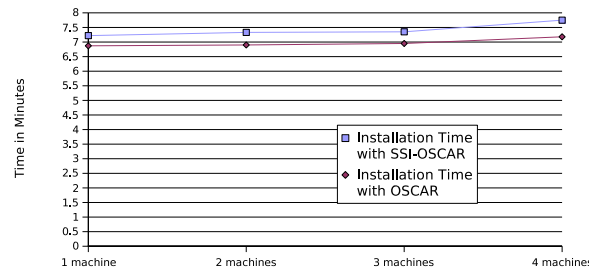 8
7.5
7
6.5
6
5.5
5
4.5
4
3.5
3
2.5
2
1.5
1
0.5
0
Time in Minutes
Installation Time
with SSI-OSCAR
Installation Time
with OSCAR
1 machine
2 machines
3 machines
4 machines